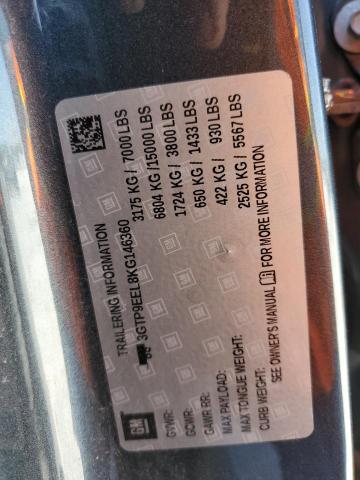 TRAILERING INFORMATION
3GTP9EEL8KG146360
GM
GVWR: 3175 KG / 7000 LBS
GCWR: 6804 KG / 15000 LBS
GAWR RR: 1724 KG / 3800 LBS
MAX PAYLOAD: 650 KG / 1433 LBS
MAX TONGUE WEIGHT: 422 KG / 930 LBS
CURB WEIGHT: 2525 KG / 5567 LBS
SEE OWNER'S MANUAL FOR MORE INFORMATION